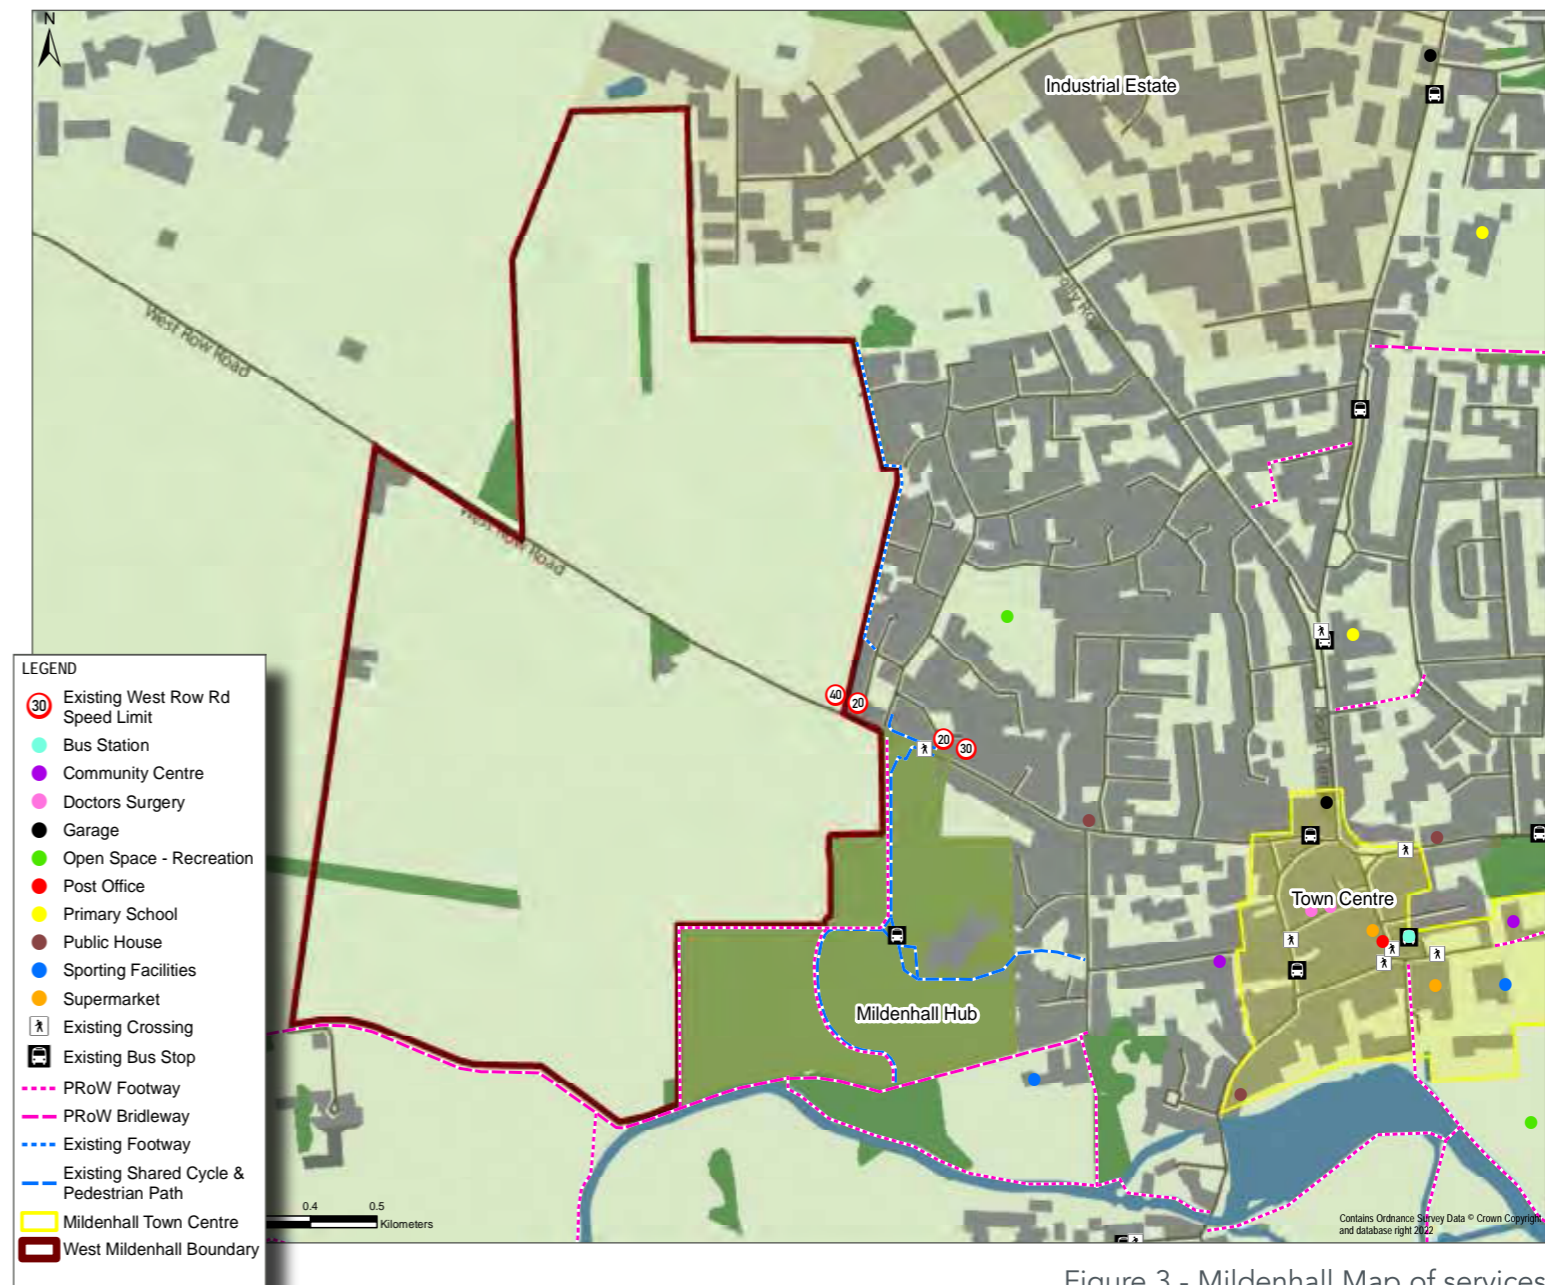 N
Industrial Estate
West Row Road
West Row Road
40
20
20
30
Town Centre
Mildenhall Hub
LEGEND
30
Existing West Row Rd
Speed Limit
Bus Station
Community Centre
Doctors Surgery
Garage
Open Space - Recreation
Post Office
Primary School
Public House
Sporting Facilities
Supermarket
Existing Crossing
Existing Bus Stop
PRoW Footway
PRoW Bridleway
Existing Footway
Existing Shared Cycle &
Pedestrian Path
Mildenhall Town Centre
West Mildenhall Boundary
0.4 0.5
Kilometers
Contains Ordnance Survey Data © Crown Copyright
and database right 2022
Figure 3 - Mildenhall Map of services